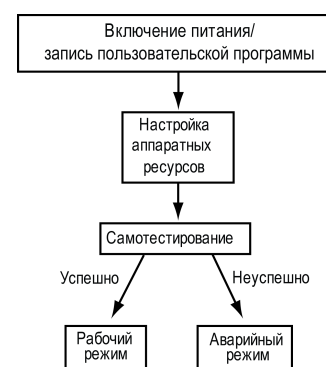 Включение питания/
запись пользовательской программы
Настройка
аппаратных
ресурсов
Самотестирование
Успешно
Неуспешно
Рабочий
режим
Аварийный
режим